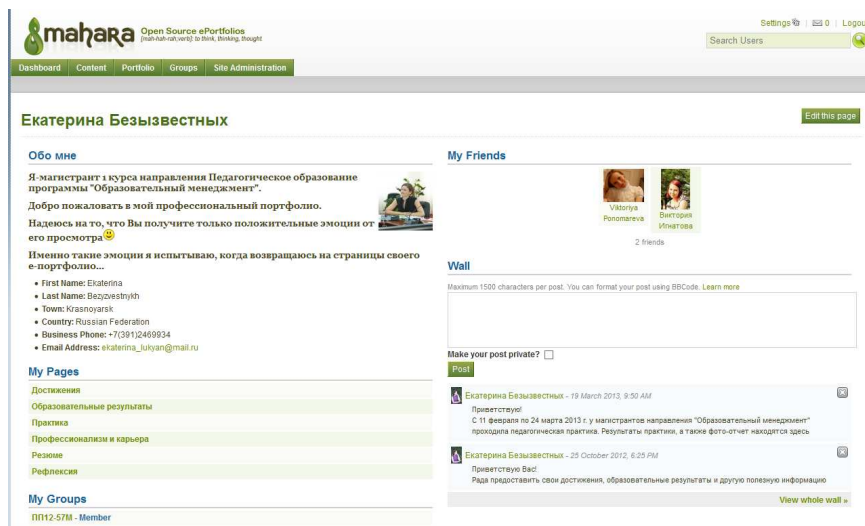 mahara Open Source ePortfolios
[mah-hah-rah;verb]: to think, thinking, thought.
Settings | 0 | Logou
Search Users
Dashboard Content Portfolio Groups Site Administration
Екатерина Безызвестных
Edit this page
Обо мне
Я-магистрант 1 курса направления Педагогическое образование
программы "Образовательный менеджмент".
Добро пожаловать в мой профессиональный портфолио.
Надеюсь на то, что Вы получите только положительные эмоции от
его просмотра
Именно такие эмоции я испытываю, когда возвращаюсь на страницы своего
е-портфолио...
First Name: Ekaterina
Last Name: Bezyzvestnykh
Town: Krasnoyarsk
Country: Russian Federation
Business Phone: +7(391)2469934
Email Address: ekaterina_lukyan@mail.ru
My Pages
Достижения
Образовательные результаты
Практика
Профессионализм и карьера
Резюме
Рефлексия
My Groups
ПП12-57М - Member
My Friends
Viktoriya
Ponomareva
Виктория
Игнатова
2 friends
Wall
Maximum 1500 characters per post. You can format your post using BBCode. Learn more
Make your post private?
Post
Екатерина Безызвестных - 19 March 2013, 9:50 AM
Приветствую!
С 11 февраля по 24 марта 2013 г. у магистрантов направления "Образовательный менеджмент"
проходила педагогическая практика. Результаты практики, а также фото-отчет находятся здесь
Екатерина Безызвестных - 25 October 2012, 6:25 PM
Приветствую Вас!
Рада предоставить свои достижения, образовательные результаты и другую полезную информацию
View whole wall »